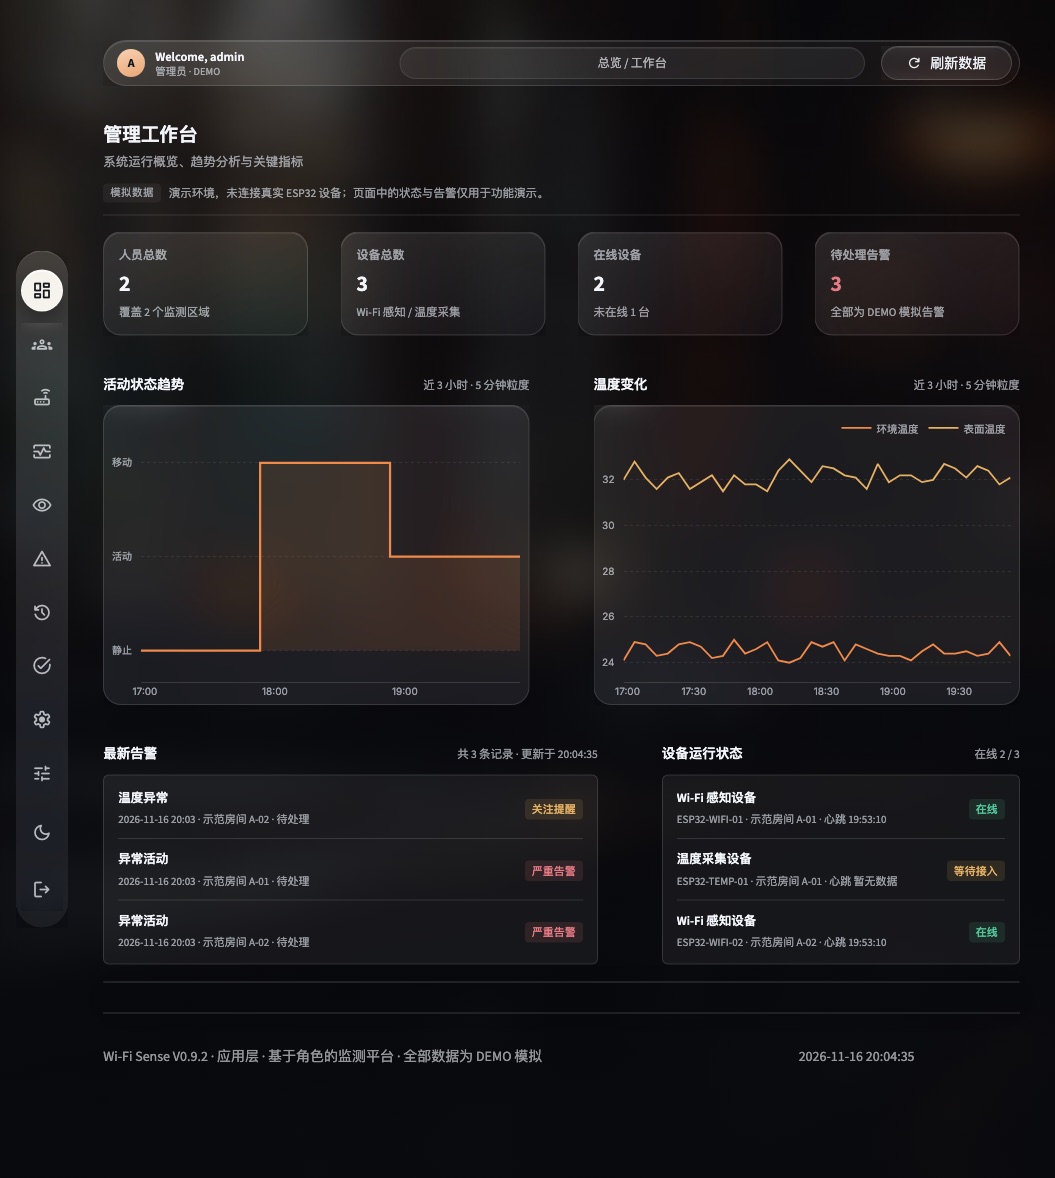 A
Welcome, admin
管理员 · DEMO
总览 / 工作台
刷新数据
管理工作台
系统运行概览、趋势分析与关键指标
模拟数据 演示环境，未连接真实 ESP32 设备；页面中的状态与告警仅用于功能演示。
人员总数
2
覆盖 2 个监测区域
设备总数
3
Wi-Fi 感知 / 温度采集
在线设备
2
未在线 1 台
待处理告警
3
全部为 DEMO 模拟告警
活动状态趋势
近 3 小时 · 5 分钟粒度
移动
活动
静止
17:00 18:00 19:00
温度变化
近 3 小时 · 5 分钟粒度
环境温度 表面温度
32
30
28
26
24
17:00 17:30 18:00 18:30 19:00 19:30
最新告警
共 3 条记录 · 更新于 20:04:35
温度异常
2026-11-16 20:03 · 示范房间 A-02 · 待处理
关注提醒
异常活动
2026-11-16 20:03 · 示范房间 A-01 · 待处理
严重告警
异常活动
2026-11-16 20:03 · 示范房间 A-02 · 待处理
严重告警
设备运行状态
在线 2 / 3
Wi-Fi 感知设备
ESP32-WIFI-01 · 示范房间 A-01 · 心跳 19:53:10
在线
温度采集设备
ESP32-TEMP-01 · 示范房间 A-01 · 心跳 暂无数据
等待接入
Wi-Fi 感知设备
ESP32-WIFI-02 · 示范房间 A-02 · 心跳 19:53:10
在线
Wi-Fi Sense V0.9.2 · 应用层 · 基于角色的监测平台 · 全部数据为 DEMO 模拟
2026-11-16 20:04:35